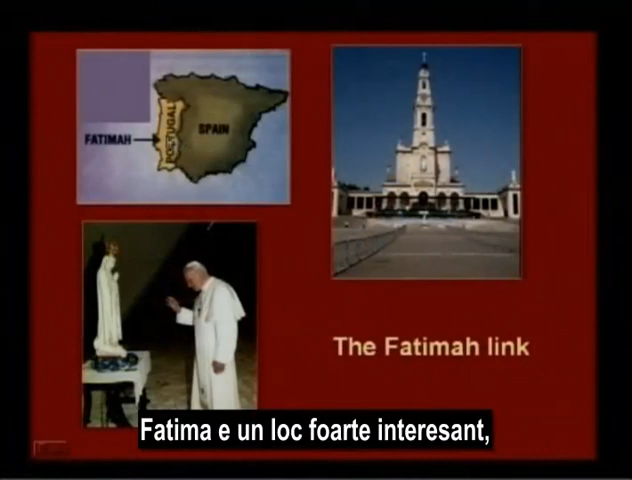 FATIMAH
PORTUGAL
SPAIN
The Fatimah link
Fatima e un loc foarte interesant,